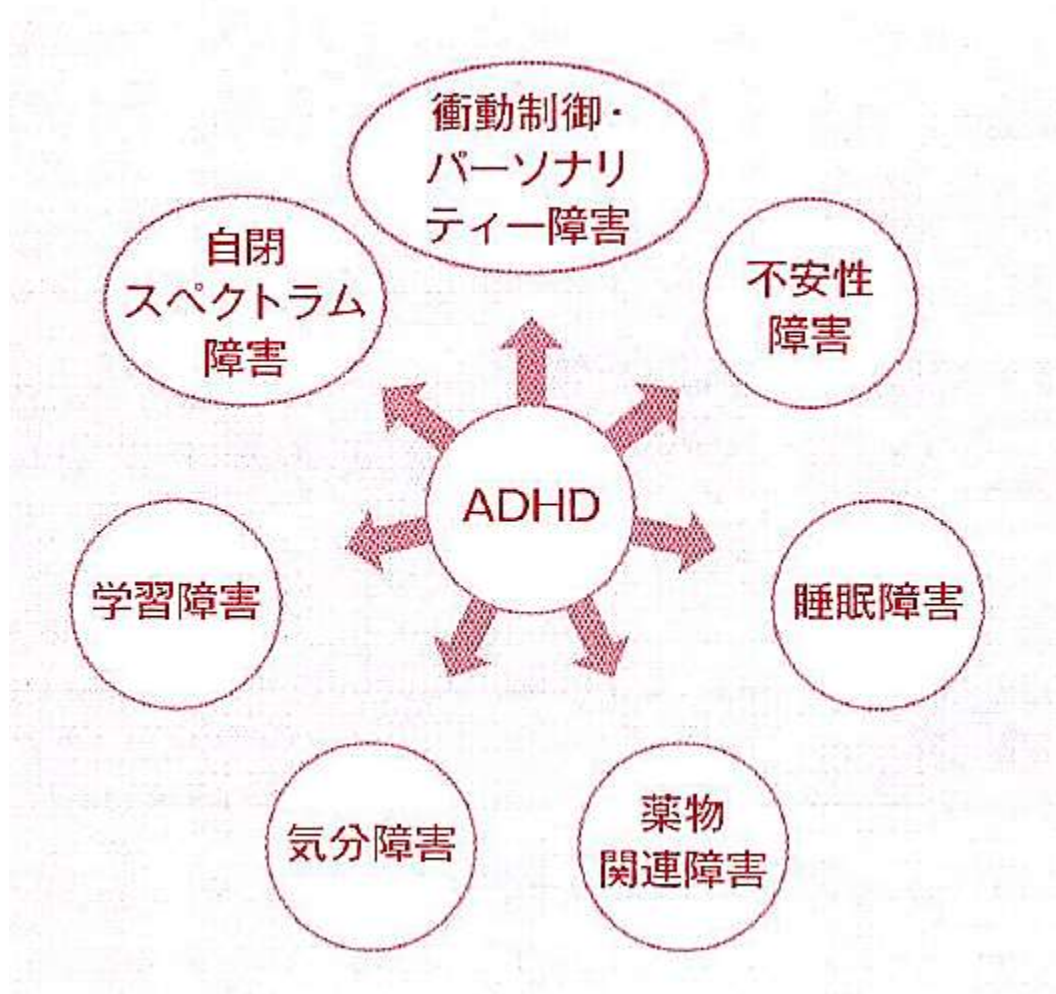 衝動制御・
パーソナリ
ティー障害
自閉
スペクトラム
障害
不安性
障害
ADHD
学習障害
睡眠障害
気分障害
薬物
関連障害